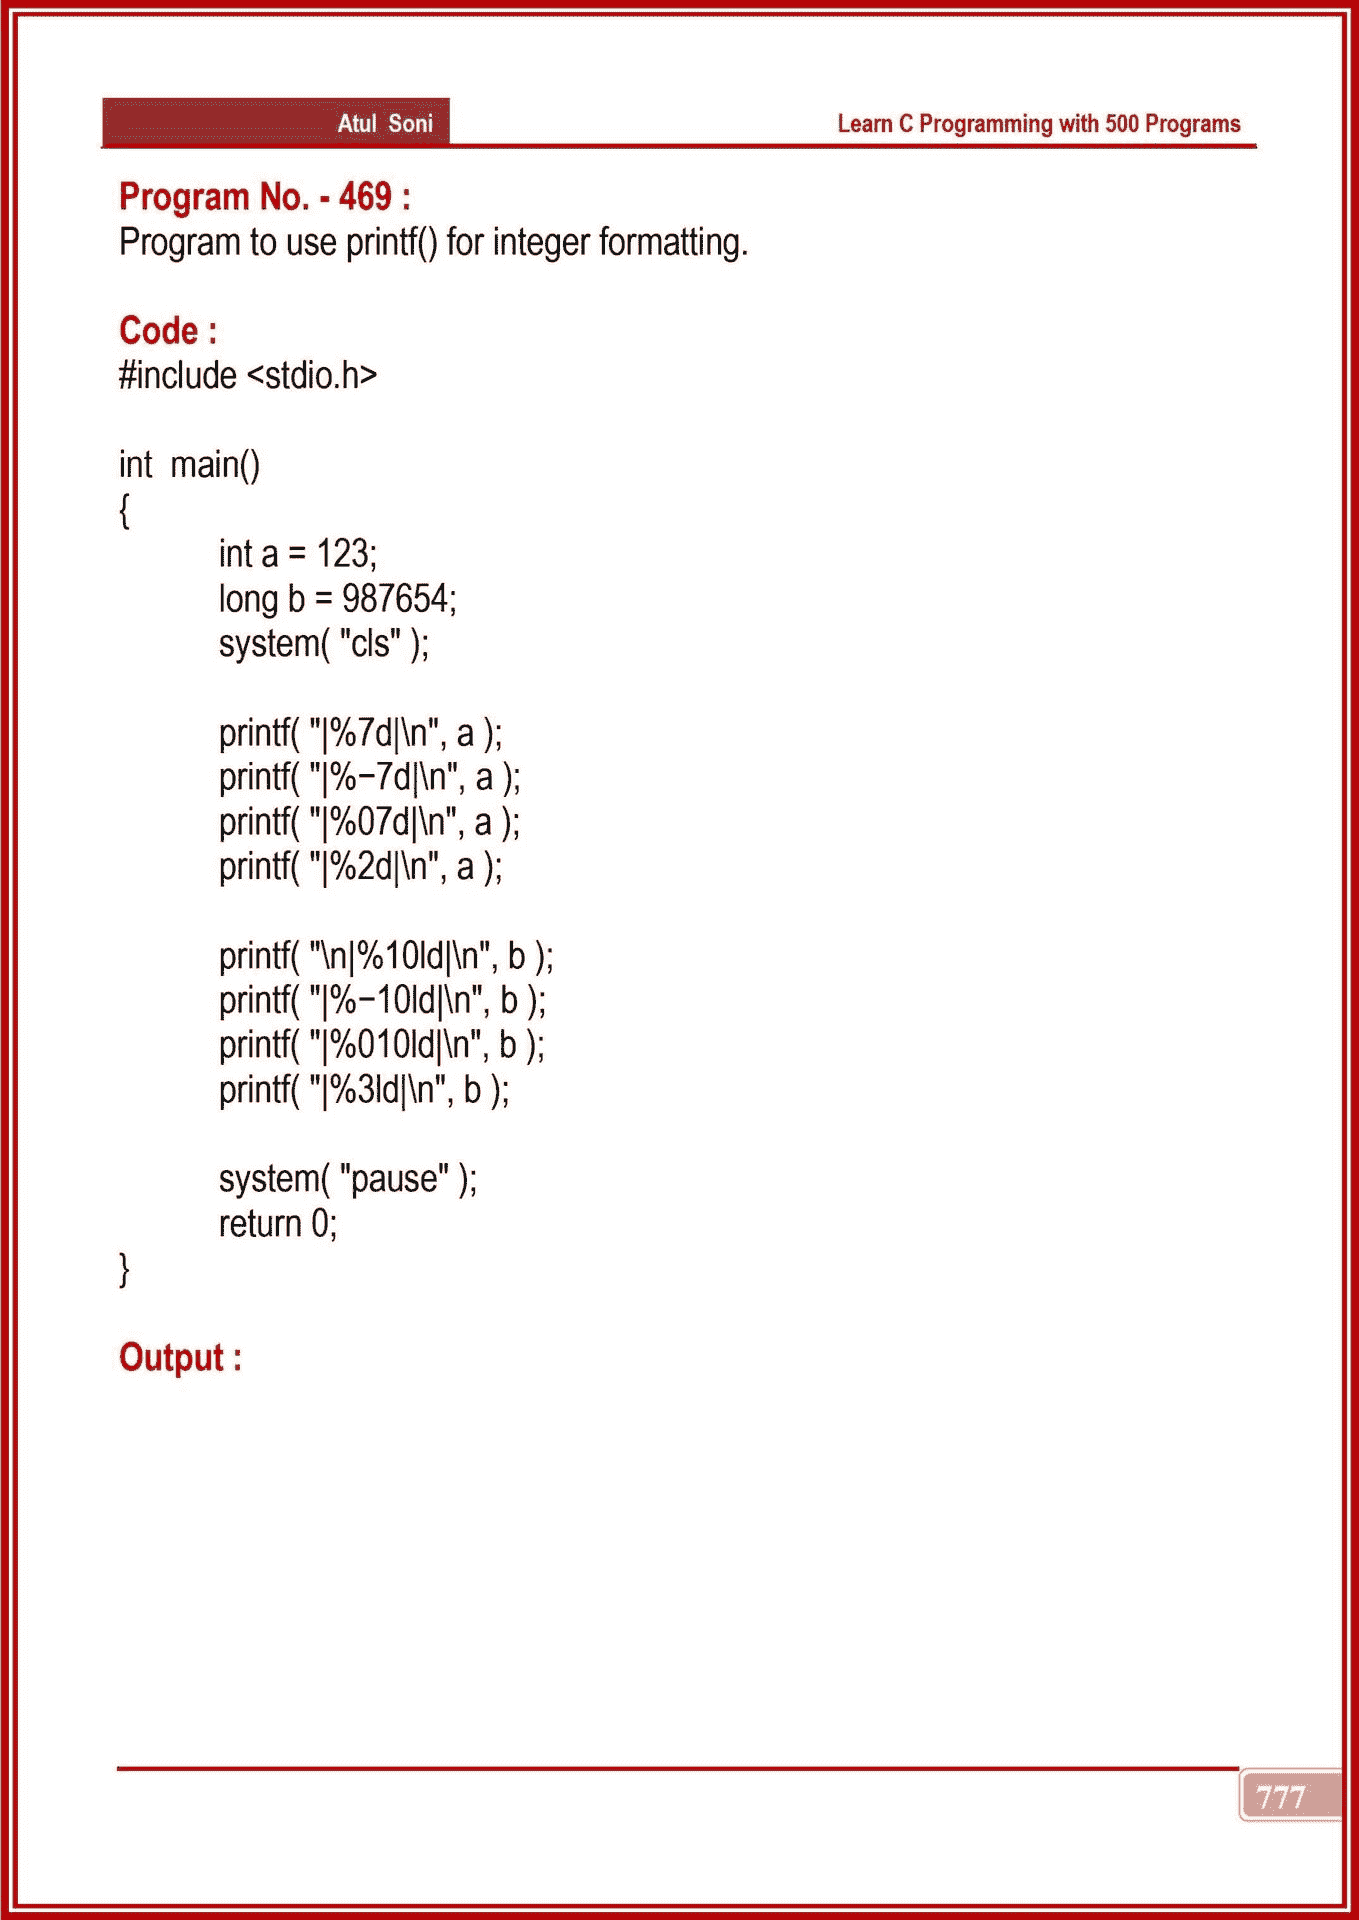 Atul  Soni
Learn C Programming with 500 Programs
Program No. - 469 :
Program to use printf() for integer formatting.
Code :
#include <stdio.h>
int  main()
{
int a = 123;
long b = 987654;
system( "cls" );
printf( "|%7d|\n", a );
printf( "|%−7d|\n", a );
printf( "|%07d|\n", a );
printf( "|%2d|\n", a );
printf( "\n|%10ld|\n", b );
printf( "|%−10ld|\n", b );
printf( "|%010ld|\n", b );
printf( "|%3ld|\n", b );
system( "pause" );
return 0;
}
Output :
777